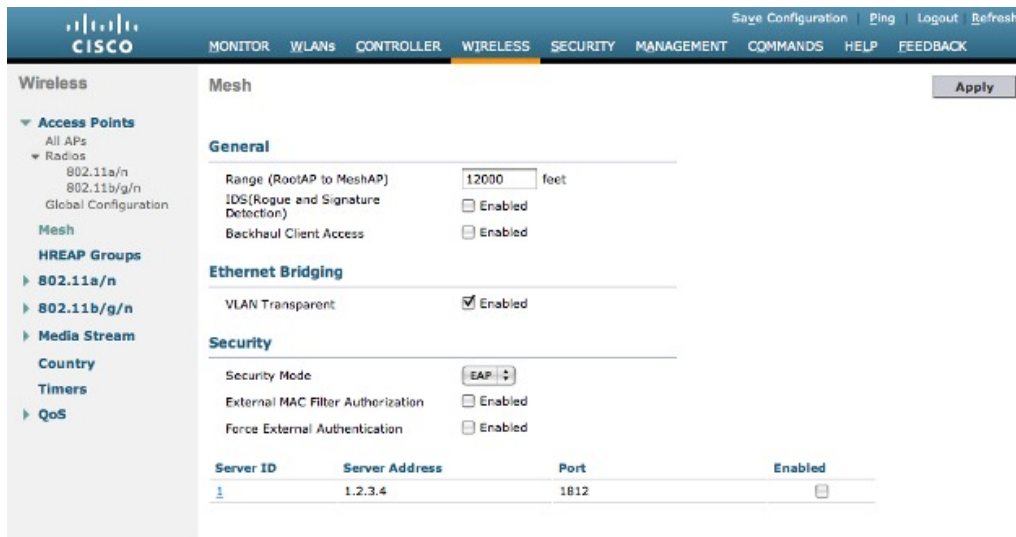 Save Configuration | Ping | Logout | Refresh
CISCO
MONITOR WLANs CONTROLLER WIRELESS SECURITY MANAGEMENT COMMANDS HELP FEEDBACK
Wireless
Access Points
All APs
Radios
802.11a/n
802.11b/g/n
Global Configuration
Mesh
HREAP Groups
802.11a/n
802.11b/g/n
Media Stream
Country
Timers
QoS
Mesh
Apply
General
Range (RootAP to MeshAP) 12000 feet
IDS(Rogue and Signature
Detection) Enabled
Backhaul Client Access Enabled
Ethernet Bridging
VLAN Transparent Enabled
Security
Security Mode EAP
External MAC Filter Authorization Enabled
Force External Authentication Enabled
Server ID Server Address Port Enabled
1 1.2.3.4 1812